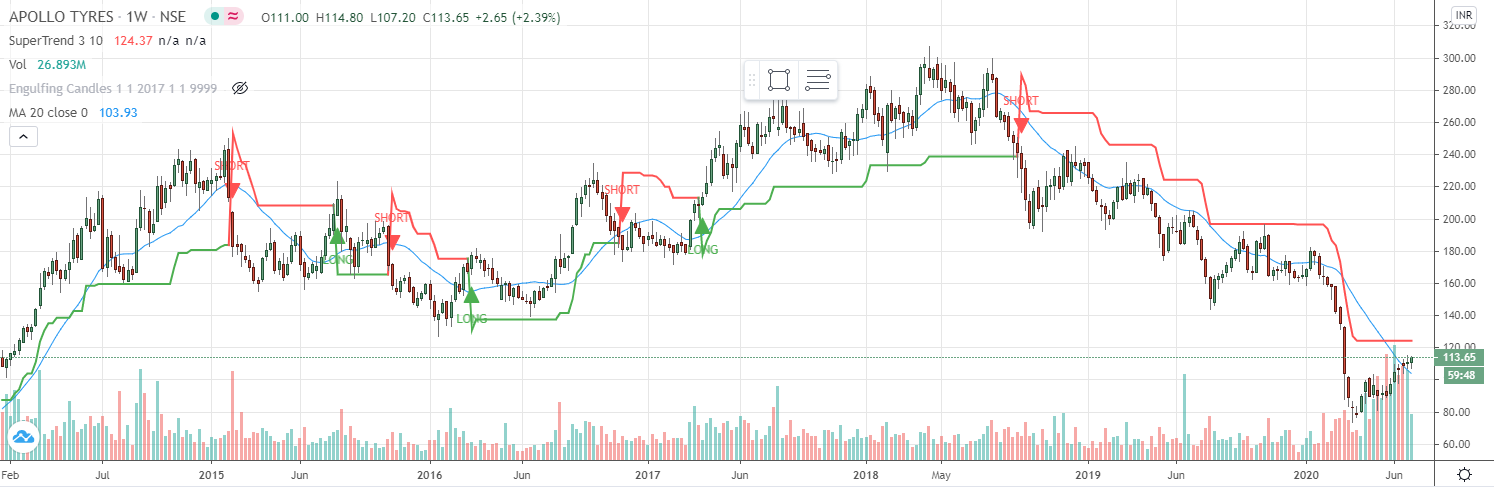 APOLLO TYRES · 1W · NSE O111.00 H114.80 L107.20 C113.65 +2.65 (+2.39%)
SuperTrend 3 10 124.37 n/a n/a
Vol 26.893M
Engulfing Candles 1 1 2017 1 1 9999
MA 20 close 0 103.93
INR
320.00
300.00
280.00
260.00
240.00
220.00
200.00
180.00
160.00
140.00
120.00
113.65
59:48
80.00
60.00
SHORT
SHORT
SHORT
SHORT
LONG
LONG
LONG
Feb Jul 2015 Jun 2016 Jun 2017 Jun 2018 May 2019 Jun 2020 Jun